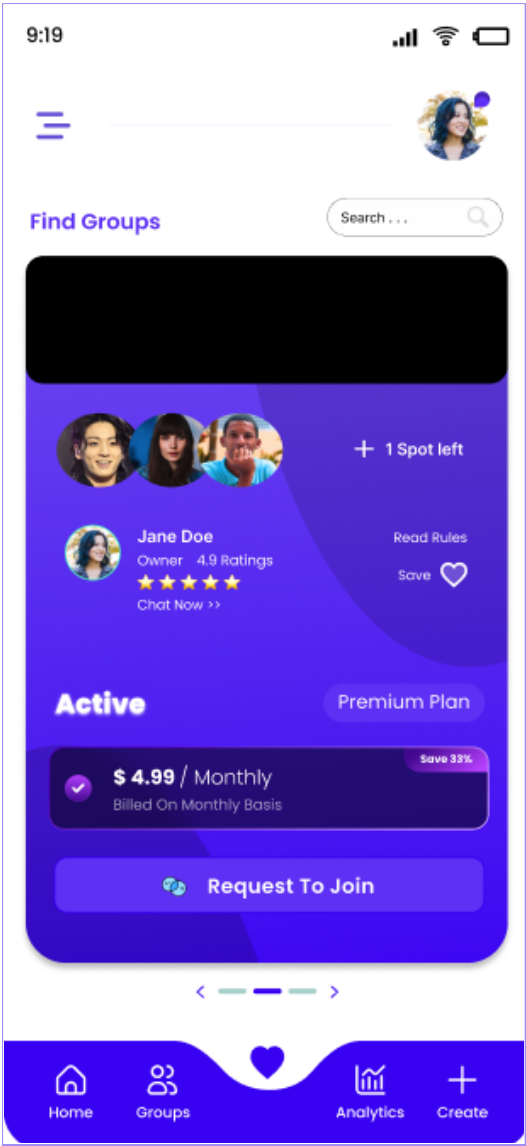 9:19
Find Groups
Search . . .
1 Spot left
Jane Doe
Read Rules
Owner 4.9 Ratings
Save
Chat Now >>
Active
Premium Plan
Save 33%
$ 4.99 / Monthly
Billed On Monthly Basis
Request To Join
Home
Groups
Analytics
Create